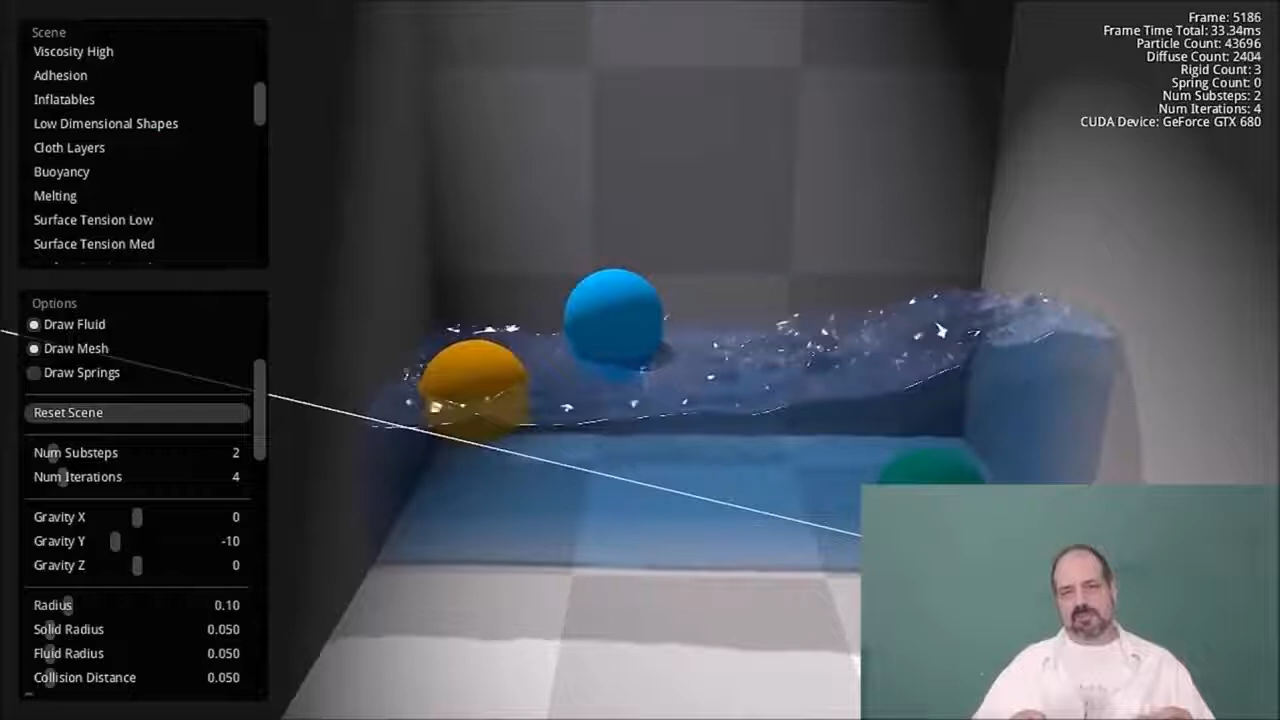 Scene
Viscosity High
Adhesion
Inflatables
Low Dimensional Shapes
Cloth Layers
Buoyancy
Melting
Surface Tension Low
Surface Tension Med
Options
Draw Fluid
Draw Mesh
Draw Springs
Reset Scene
Num Substeps 2
Num Iterations 4
Gravity X 0
Gravity Y -10
Gravity Z 0
Radius 0.10
Solid Radius 0.050
Fluid Radius 0.050
Collision Distance 0.050
Frame: 5186
Frame Time Total: 33.34ms
Particle Count: 43696
Diffuse Count: 2404
Rigid Count: 3
Spring Count: 0
Num Substeps: 2
Num Iterations: 4
CUDA Device: GeForce GTX 680